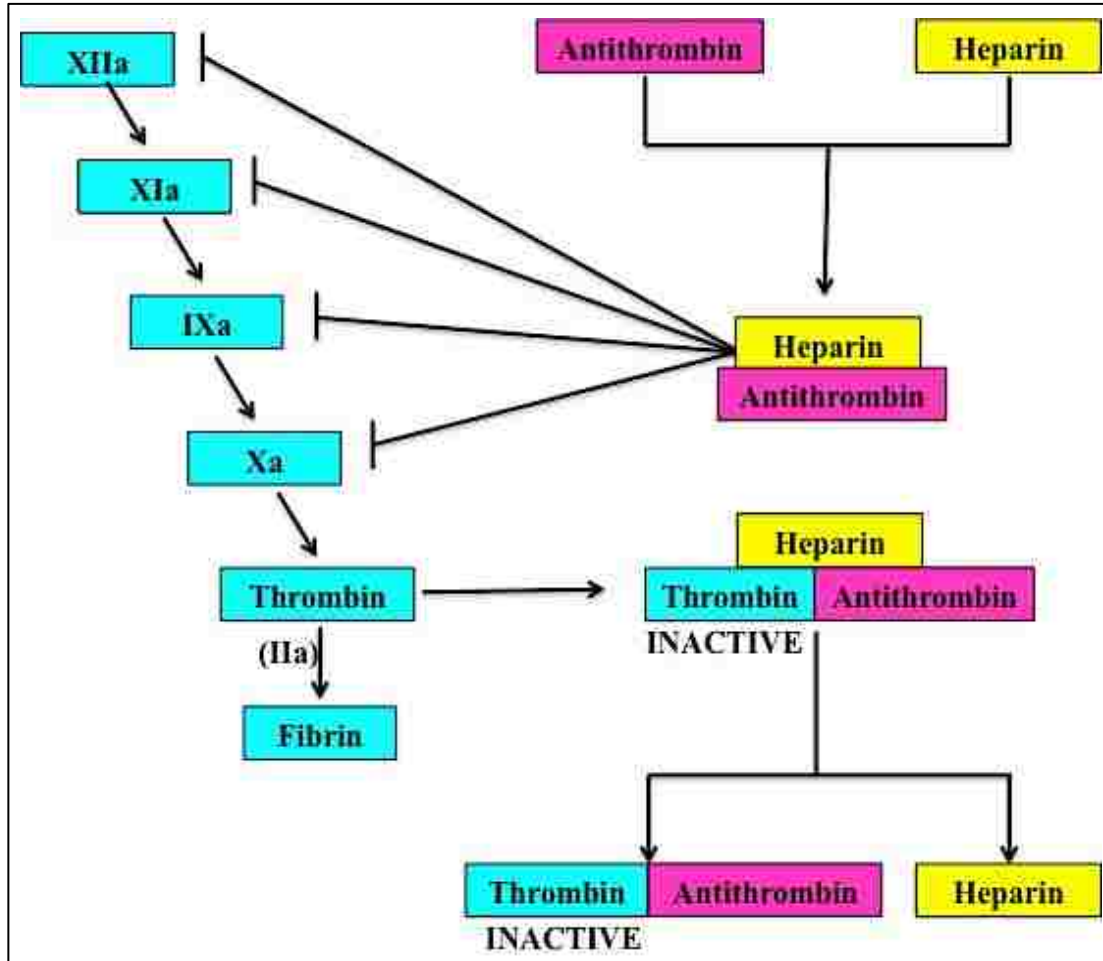 Antithrombin
Heparin
XIIa
XIa
IXa
Heparin
Antithrombin
Xa
Heparin
Thrombin
Thrombin
Antithrombin
(IIa)
INACTIVE
Fibrin
Thrombin
Antithrombin
Heparin
INACTIVE